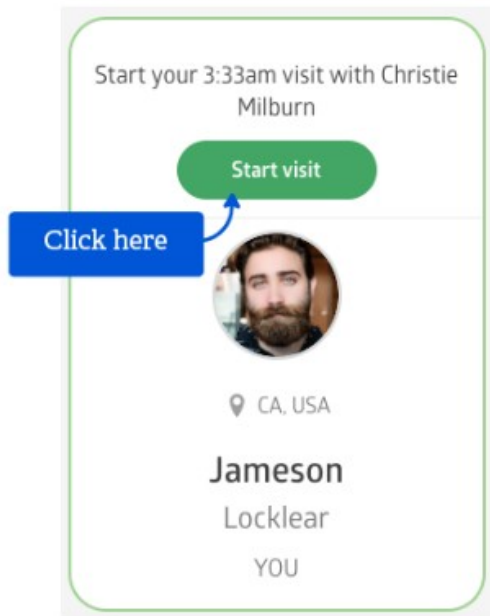 Start your 3:33am visit with Christie
Milburn
Start visit
Click here
CA, USA
Jameson
Locklear
YOU